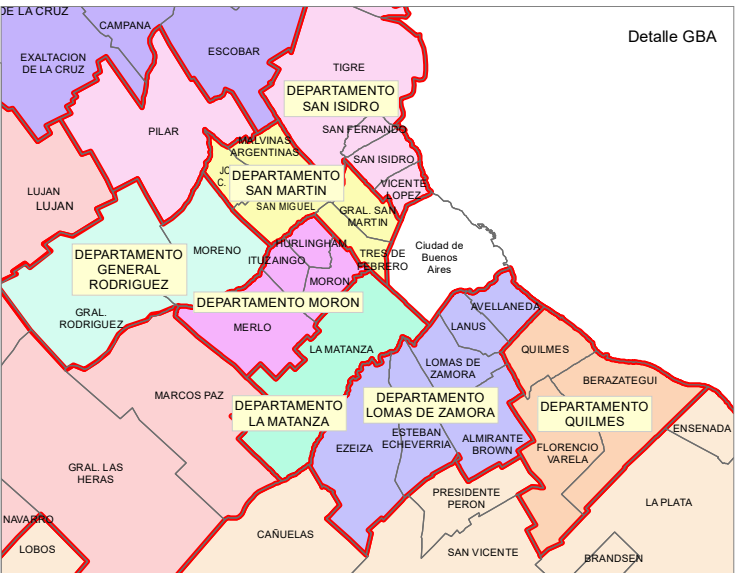 DE LA CRUZ
CAMPANA
Detalle GBA
EXALTACION
DE LA CRUZ
ESCOBAR
TIGRE
DEPARTAMENTO
SAN ISIDRO
PILAR
SAN FERNANDO
MALVINAS
ARGENTINAS
SAN ISIDRO
JO
C.
DEPARTAMENTO
SAN MARTIN
VICENTE
LOPEZ
LUJAN
LUJAN
SAN MIGUEL
GRAL. SAN
MARTIN
MORENO
HURLINGHAM
ITUZAINGO
TRES DE
FEBRERO
Ciudad de
Buenos
Aires
DEPARTAMENTO
GENERAL
RODRIGUEZ
MORON
DEPARTAMENTO MORON
AVELLANEDA
GRAL.
RODRIGUEZ
MERLO
LANUS
LA MATANZA
QUILMES
LOMAS DE
ZAMORA
BERAZATEGUI
MARCOS PAZ
DEPARTAMENTO
LA MATANZA
DEPARTAMENTO
LOMAS DE ZAMORA
DEPARTAMENTO
QUILMES
ENSENADA
ESTEBAN
ECHEVERRIA
EZEIZA
ALMIRANTE
BROWN
FLORENCIO
VARELA
GRAL. LAS
HERAS
PRESIDENTE
PERON
LA PLATA
NAVARRO
CAÑUELAS
LOBOS
SAN VICENTE
BRANDSEN